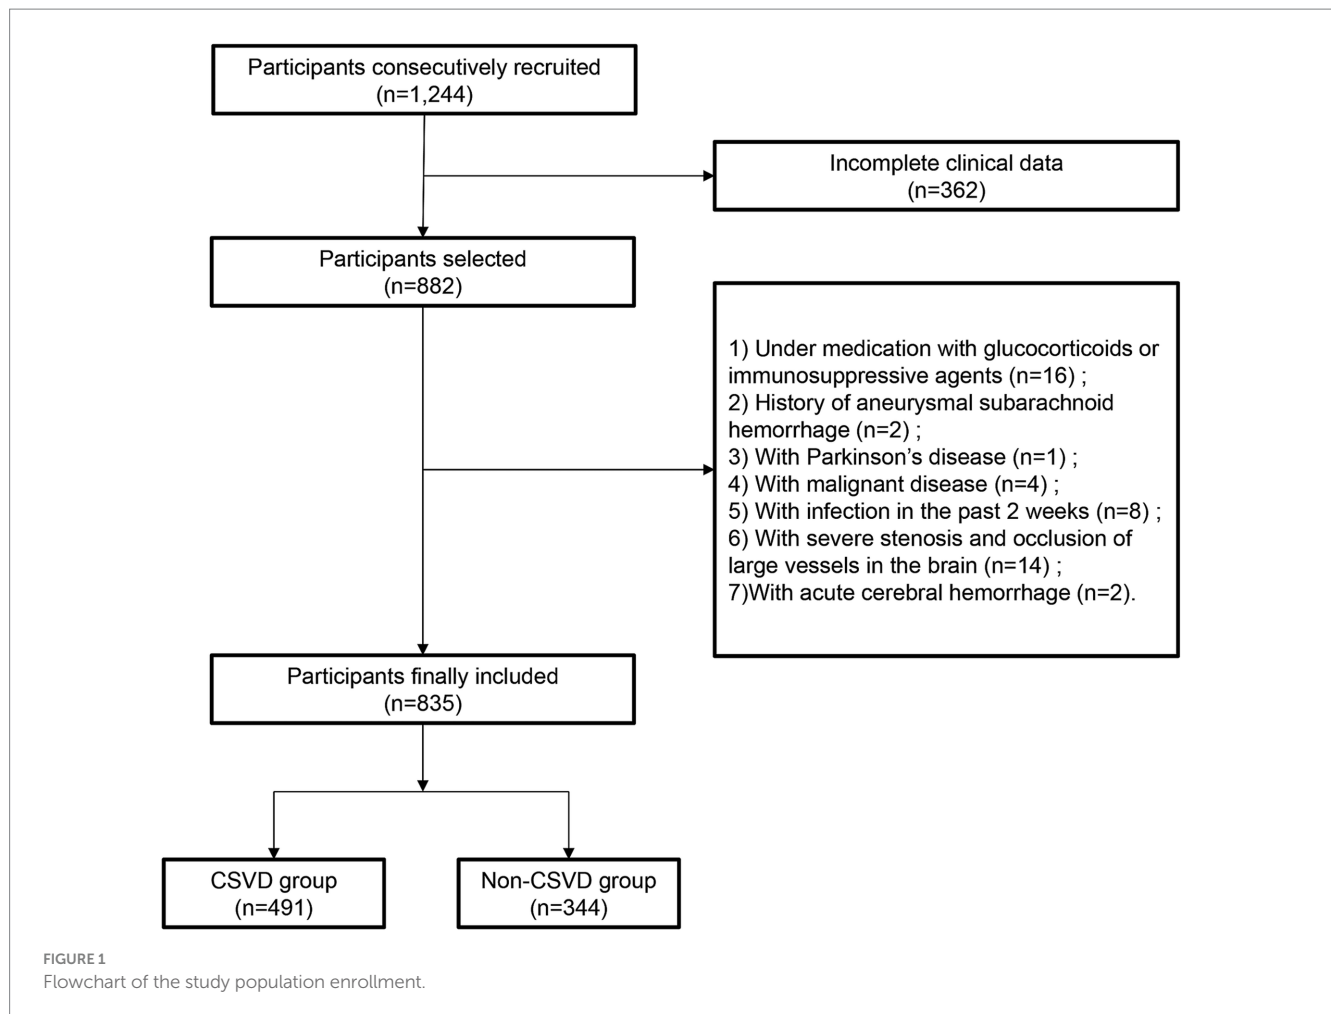 Participants consecutively recruited
(n=1,244)
Incomplete clinical data
(n=362)
Participants selected
(n=882)
1) Under medication with glucocorticoids or
immunosuppressive agents (n=16) ;
2) History of aneurysmal subarachnoid
hemorrhage (n=2) ;
3) With Parkinson’s disease (n=1) ;
4) With malignant disease (n=4) ;
5) With infection in the past 2 weeks (n=8) ;
6) With severe stenosis and occlusion of
large vessels in the brain (n=14) ;
7)With acute cerebral hemorrhage (n=2).
Participants finally included
(n=835)
CSVD group
(n=491)
Non-CSVD group
(n=344)
FIGURE 1
Flowchart of the study population enrollment.